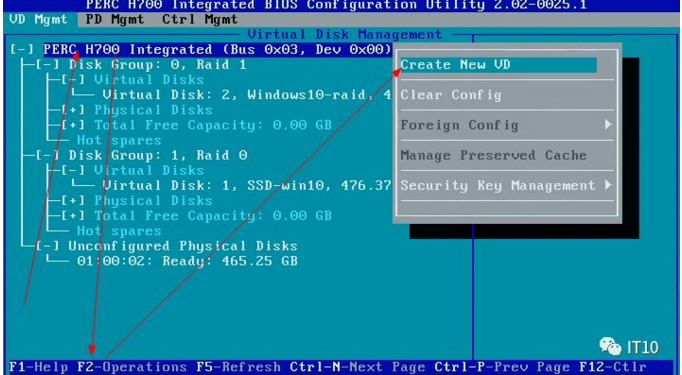 PERC H700 Integrated BIOS Configuration Utility 2.02-0025.1
VD Mgmt PD Mgmt Ctrl Mgmt
Virtual Disk Management
[-] PERC H700 Integrated (Bus 0x03, Dev 0x00)
[-] Disk Group: 0, Raid 1
[-] Virtual Disks
Virtual Disk: 2, Windows10-raid, 4
[+] Physical Disks
[+] Total Free Capacity: 0.00 GB
Hot spares
[-] Disk Group: 1, Raid 0
[-] Virtual Disks
Virtual Disk: 1, SSD-win10, 476.37
[+] Physical Disks
[+] Total Free Capacity: 0.00 GB
Hot spares
[-] Unconfigured Physical Disks
01:00:02: Ready: 465.25 GB
Create New VD
Clear Config
Foreign Config
Manage Preserved Cache
Security Key Management
IT10
F1-Help F2-Operations F5-Refresh Ctrl-N-Next Page Ctrl-P-Prev Page F12-Ctlr